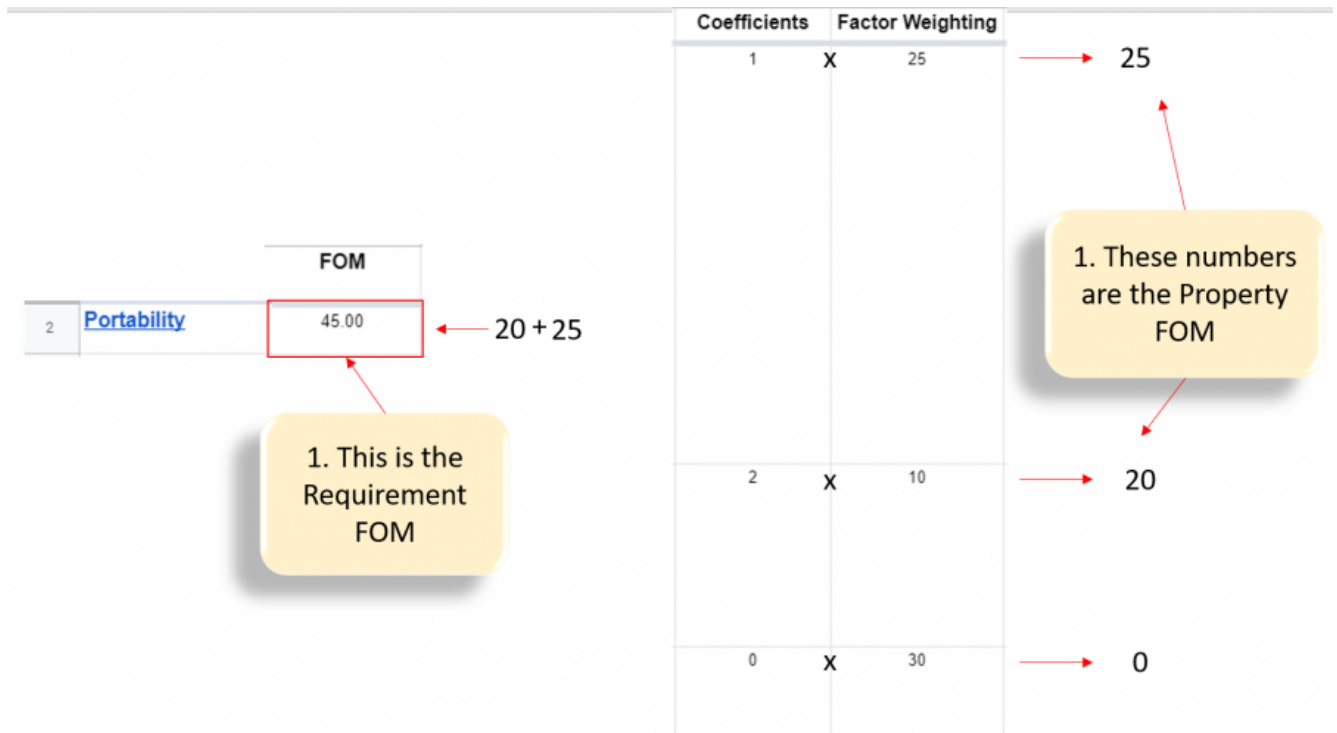 Coefficients Factor Weighting
1 X 25 25
FOM
2 Portability 45.00 20 + 25
1. These numbers
are the Property
FOM
1. This is the
Requirement
FOM
2 X 10 20
0 X 30 0